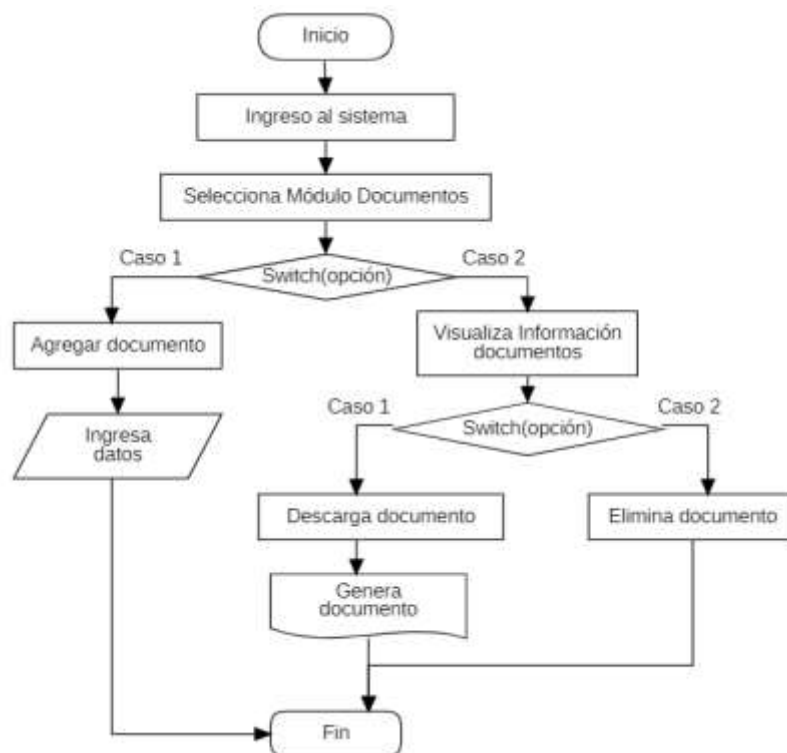 Inicio
Ingreso al sistema
Selecciona Módulo Documentos
Caso 1
Switch(opción)
Caso 2
Agregar documento
Visualiza Información
documentos
Ingresa
datos
Caso 1
Switch(opción)
Caso 2
Descarga documento
Elimina documento
Genera
documento
Fin